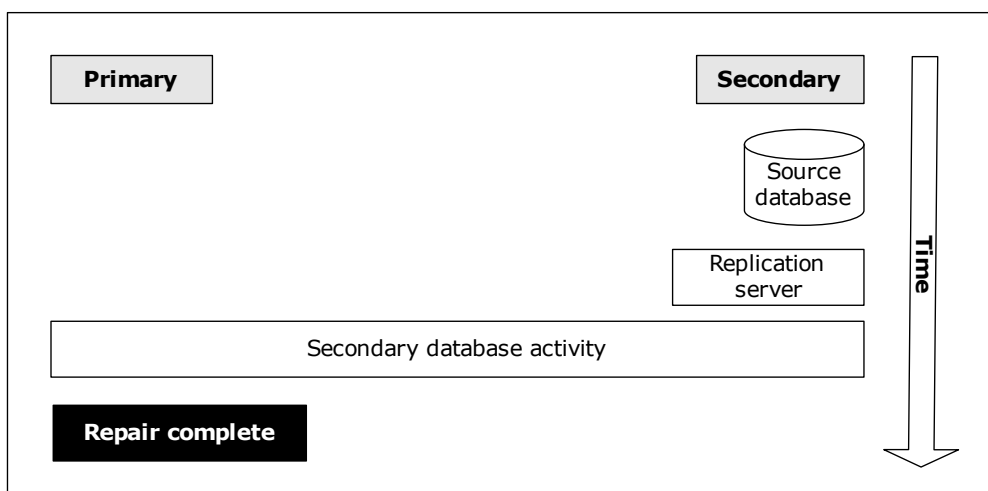 Primary
Secondary
Source
database
Replication
server
Secondary database activity
Repair complete
Time